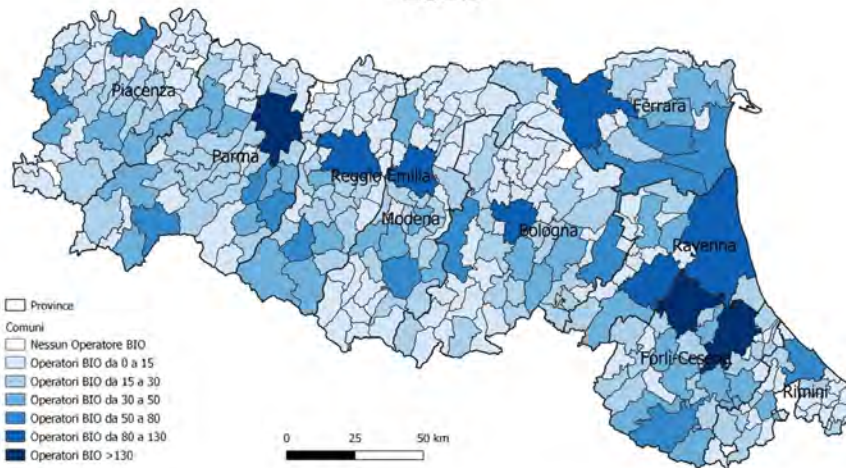 Piacenza
Parma
Reggio Emilia
Modena
Bologna
Ferrara
Ravenna
Forlì-Cesena
Rimini
Province
Comuni
Nessun Operatore BIO
Operatori BIO da 0 a 15
Operatori BIO da 15 a 30
Operatori BIO da 30 a 50
Operatori BIO da 50 a 80
Operatori BIO da 80 a 130
Operatori BIO >130
0 25 50 km